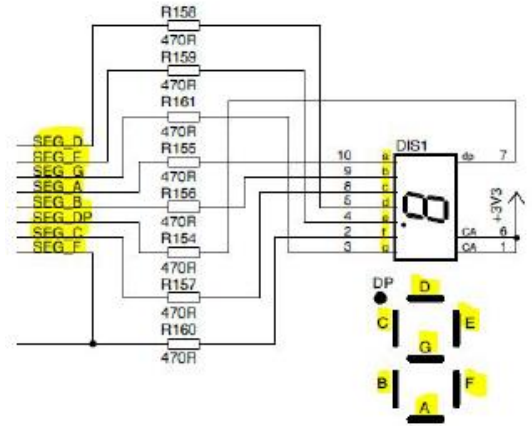 R158
470R
R159
470R
R161
470R
R155
470R
R156
470R
R154
470R
R157
470R
R160
470R
SEG_D
SEG_E
SEG_G
SEG_A
SEG_B
SEG_DP
SEG_C
SEG_F
DIS1
10 a
9 b
8 c
5 d
4 e
2 f
3 g
dp 7
+3V3
CA 6
CA 1
DP
D
C
E
G
B
F
A